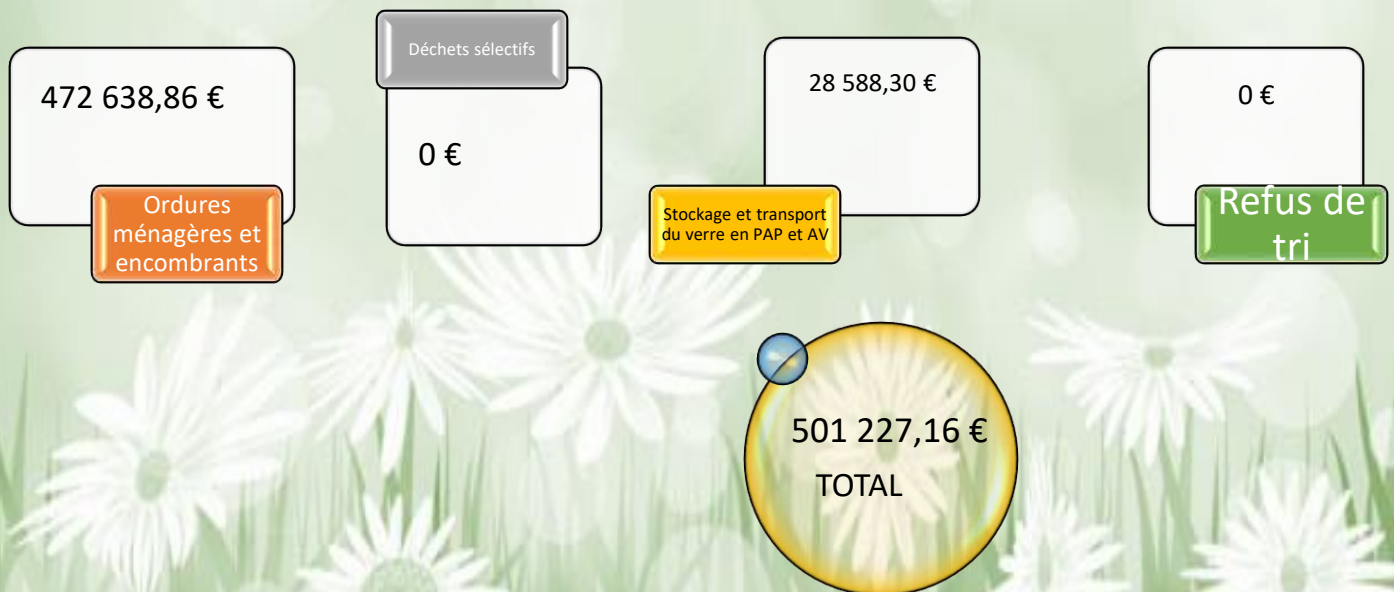 472 638,86 €
Ordures
ménagères et
encombrants
Déchets sélectifs
0 €
28 588,30 €
Stockage et transport
du verre en PAP et AV
0 €
Refus de
tri
501 227,16 €
TOTAL